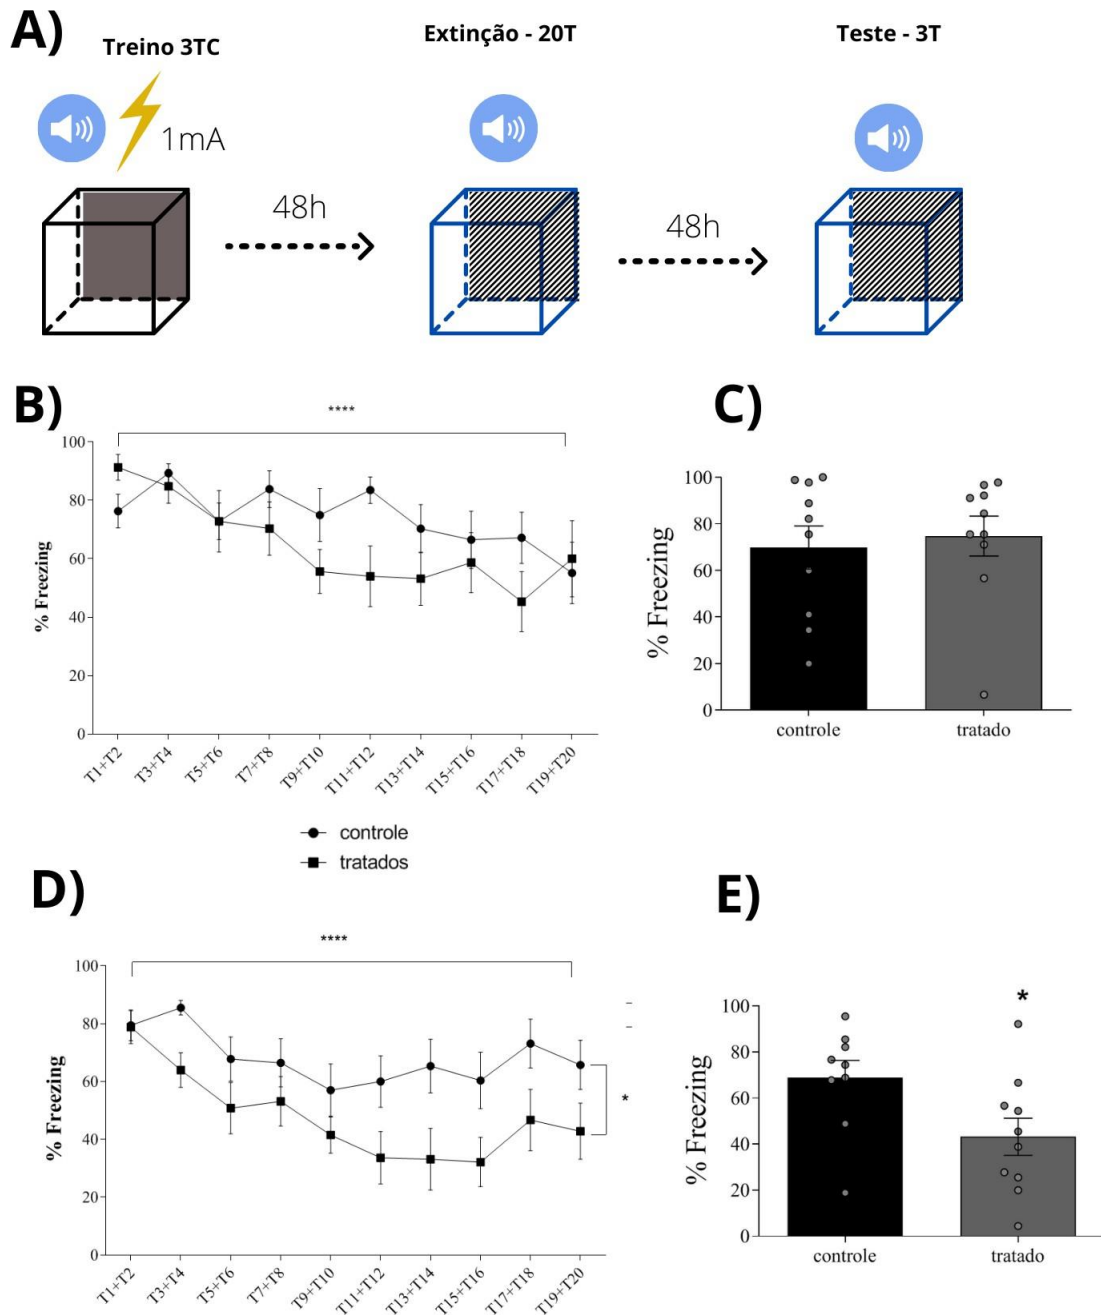 A)
Treino 3TC
Extinção - 20T
Teste - 3T
1mA
48h
48h
B)
****
% Freezing
100
80
60
40
20
0
T1+T2
T3+T4
T5+T6
T7+T8
T9+T10
T11+T12
T13+T14
T15+T16
T17+T18
T19+T20
controle
tratados
C)
% Freezing
100
80
60
40
20
0
controle
tratado
D)
****
% Freezing
100
80
60
40
20
0
*
T1+T2
T3+T4
T5+T6
T7+T8
T9+T10
T11+T12
T13+T14
T15+T16
T17+T18
T19+T20
E)
*
% Freezing
100
80
60
40
20
0
controle
tratado